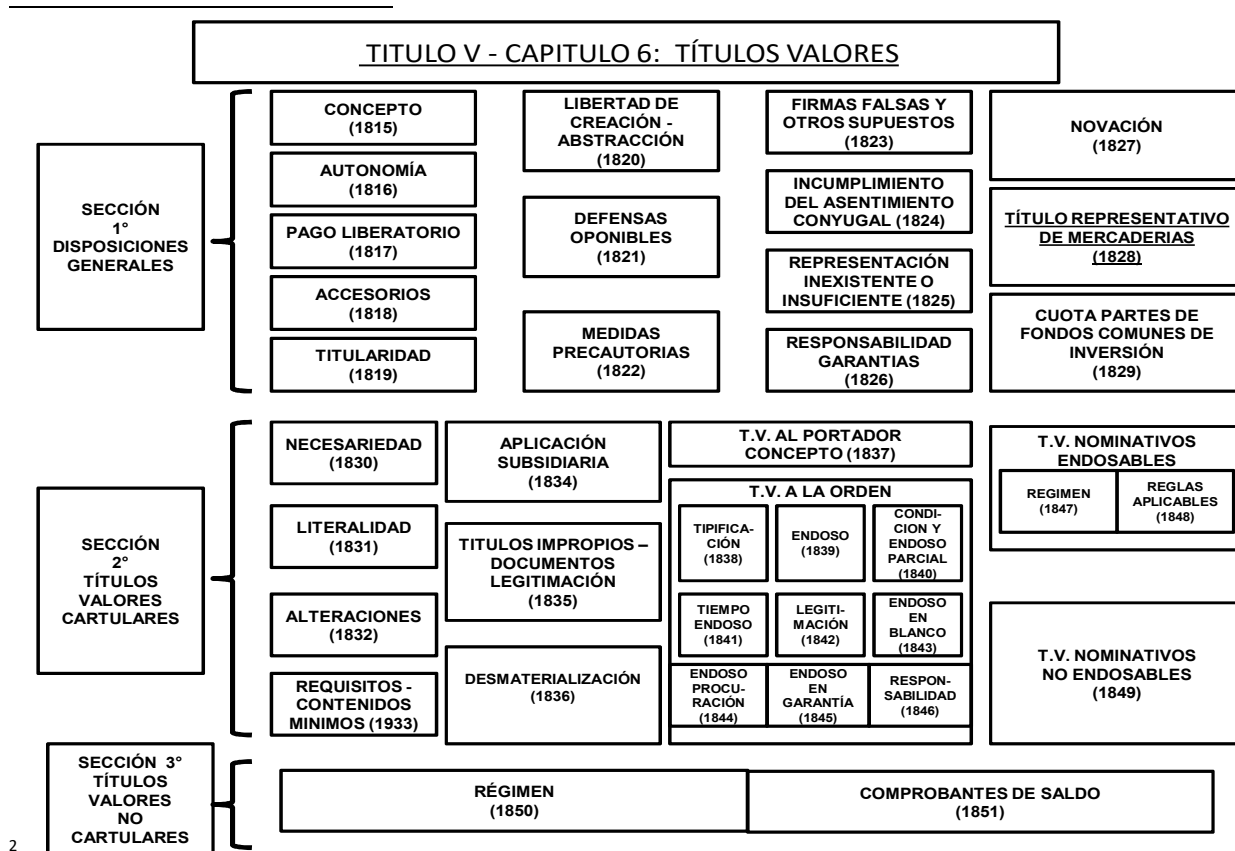 TITULO V - CAPITULO 6: TÍTULOS VALORES
SECCIÓN
1°
DISPOSICIONES
GENERALES
CONCEPTO
(1815)
AUTONOMÍA
(1816)
PAGO LIBERATORIO
(1817)
ACCESORIOS
(1818)
TITULARIDAD
(1819)
LIBERTAD DE
CREACIÓN -
ABSTRACCIÓN
(1820)
DEFENSAS
OPONIBLES
(1821)
MEDIDAS
PRECAUTORIAS
(1822)
FIRMAS FALSAS Y
OTROS SUPUESTOS
(1823)
INCUMPLIMIENTO
DEL ASENTIMIENTO
CONYUGAL (1824)
REPRESENTACIÓN
INEXISTENTE O
INSUFICIENTE (1825)
RESPONSABILIDAD
GARANTIAS
(1826)
NOVACIÓN
(1827)
TÍTULO REPRESENTATIVO
DE MERCADERIAS
(1828)
CUOTA PARTES DE
FONDOS COMUNES DE
INVERSIÓN
(1829)
SECCIÓN
2°
TÍTULOS
VALORES
CARTULARES
NECESARIEDAD
(1830)
LITERALIDAD
(1831)
ALTERACIONES
(1832)
REQUISITOS -
CONTENIDOS
MINIMOS (1933)
APLICACIÓN
SUBSIDIARIA
(1834)
TITULOS IMPROPIOS –
DOCUMENTOS
LEGITIMACIÓN
(1835)
DESMATERIALIZACIÓN
(1836)
T.V. AL PORTADOR
CONCEPTO (1837)
T.V. A LA ORDEN
TIPIFICA-
CIÓN
(1838)
ENDOSO
(1839)
CONDI-
CION Y
ENDOSO
PARCIAL
(1840)
TIEMPO
ENDOSO
(1841)
LEGITI-
MACIÓN
(1842)
ENDOSO
EN
BLANCO
(1843)
ENDOSO
PROCU-
RACIÓN
(1844)
ENDOSO
EN
GARANTÍA
(1845)
RESPON-
SABILIDAD
(1846)
T.V. NOMINATIVOS
ENDOSABLES
REGIMEN
(1847)
REGLAS
APLICABLES
(1848)
T.V. NOMINATIVOS
NO ENDOSABLES
(1849)
SECCIÓN 3°
TÍTULOS
VALORES
NO
CARTULARES
RÉGIMEN
(1850)
COMPROBANTES DE SALDO
(1851)
2